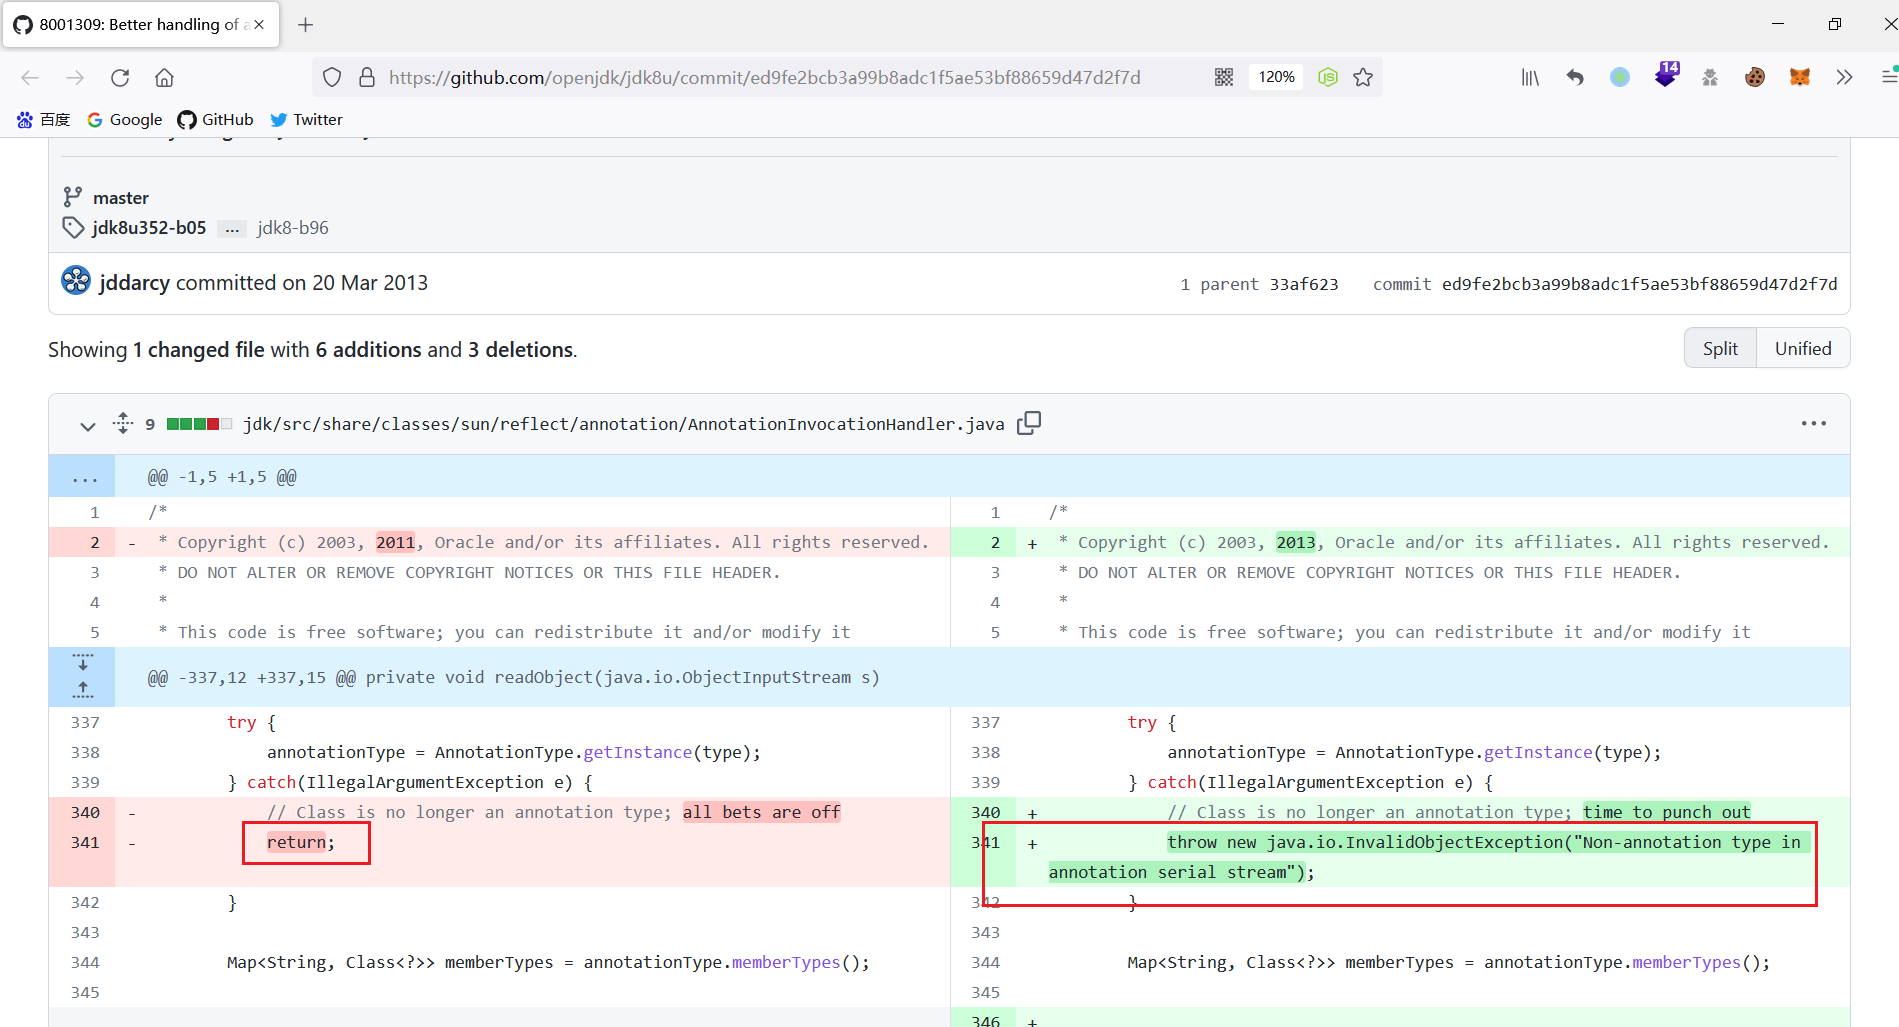 8001309: Better handling of a
https://github.com/openjdk/jdk8u/commit/ed9fe2bcb3a99b8adc1f5ae53bf88659d47d2f7d
120%
14
百度 Google GitHub Twitter
master
jdk8u352-b05 ... jdk8-b96
jddarcy committed on 20 Mar 2013
1 parent 33af623 commit ed9fe2bcb3a99b8adc1f5ae53bf88659d47d2f7d
Showing 1 changed file with 6 additions and 3 deletions.
Split Unified
9 jdk/src/share/classes/sun/reflect/annotation/AnnotationInvocationHandler.java
... @@ -1,5 +1,5 @@
1 /* 1 /*
2 - * Copyright (c) 2003, 2011, Oracle and/or its affiliates. All rights reserved. 2 + * Copyright (c) 2003, 2013, Oracle and/or its affiliates. All rights reserved.
3 * DO NOT ALTER OR REMOVE COPYRIGHT NOTICES OR THIS FILE HEADER. 3 * DO NOT ALTER OR REMOVE COPYRIGHT NOTICES OR THIS FILE HEADER.
4 * 4 *
5 * This code is free software; you can redistribute it and/or modify it 5 * This code is free software; you can redistribute it and/or modify it
@@ -337,12 +337,15 @@ private void readObject(java.io.ObjectInputStream s)
337 try { 337 try {
338 annotationType = AnnotationType.getInstance(type); 338 annotationType = AnnotationType.getInstance(type);
339 } catch(IllegalArgumentException e) { 339 } catch(IllegalArgumentException e) {
340 - // Class is no longer an annotation type; all bets are off 340 + // Class is no longer an annotation type; time to punch out
341 - return; 341 + throw new java.io.InvalidObjectException("Non-annotation type in
annotation serial stream");
342 } 342 }
343 343
344 Map<String, Class<?>> memberTypes = annotationType.memberTypes(); 344 Map<String, Class<?>> memberTypes = annotationType.memberTypes();
345 345
346 +